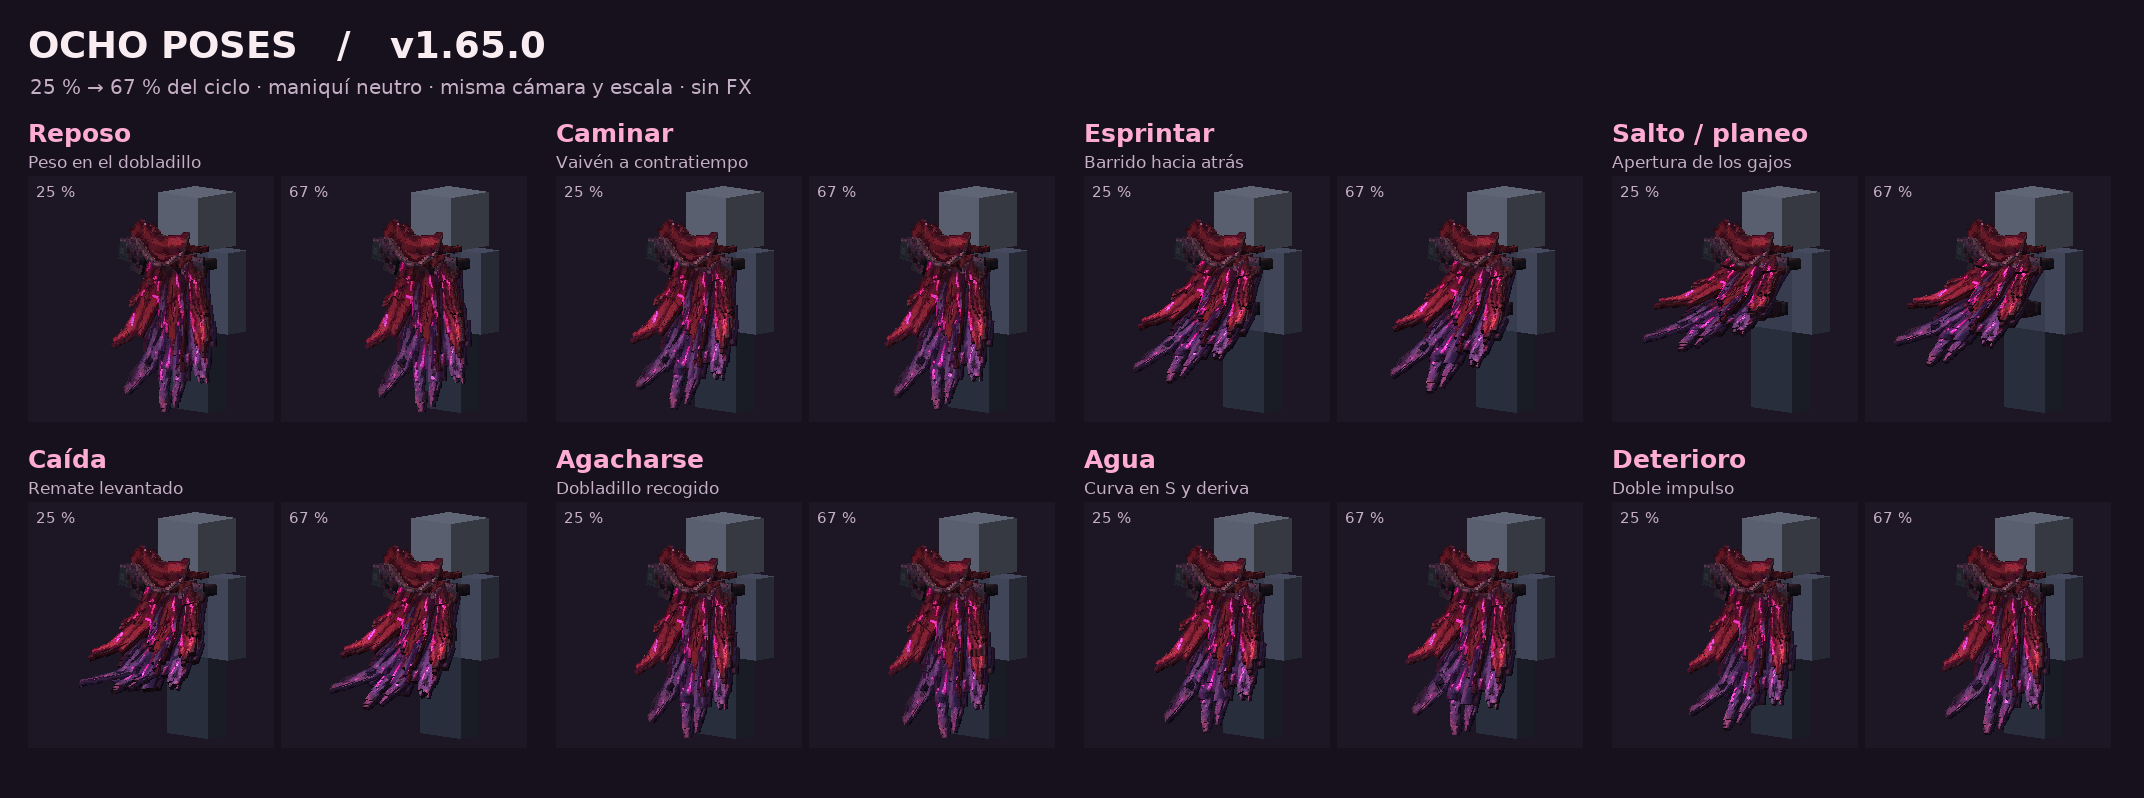 OCHO POSES / v1.65.0
25 % → 67 % del ciclo · maniquí neutro · misma cámara y escala · sin FX
Reposo
Peso en el dobladillo
25 %
67 %
Caminar
Vaivén a contratiempo
25 %
67 %
Esprintar
Barrido hacia atrás
25 %
67 %
Salto / planeo
Apertura de los gajos
25 %
67 %
Caída
Remate levantado
25 %
67 %
Agacharse
Dobladillo recogido
25 %
67 %
Agua
Curva en S y deriva
25 %
67 %
Deterioro
Doble impulso
25 %
67 %